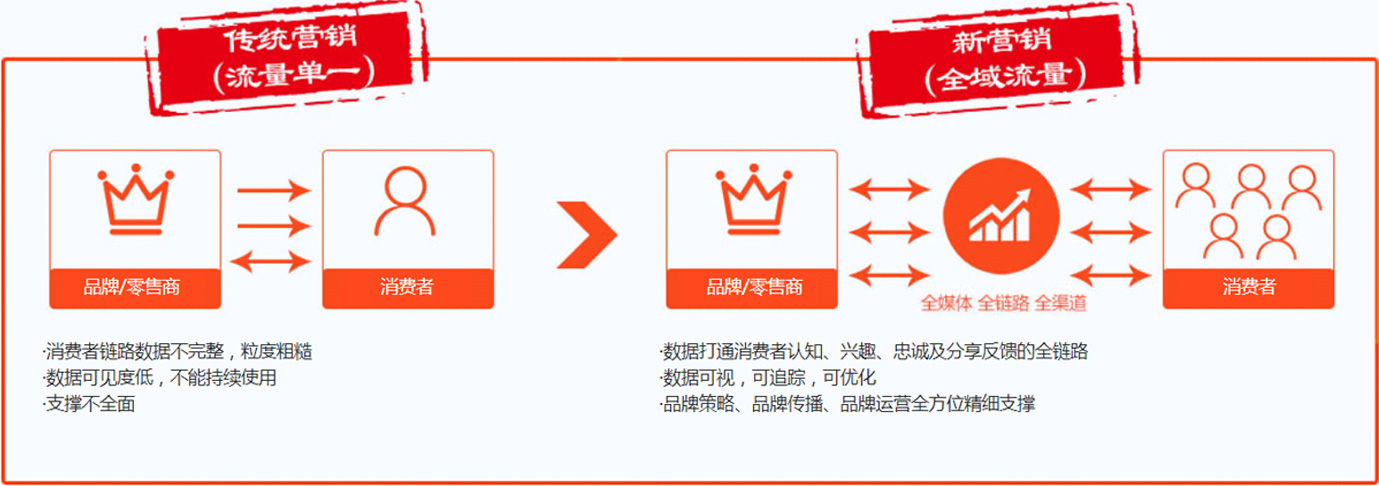 传统营销
（流量单一）
新营销
（全域流量）
品牌/零售商
消费者
品牌/零售商
全媒体 全链路 全渠道
消费者
·消费者链路数据不完整，粒度粗糙
·数据可见度低，不能持续使用
·支撑不全面
·数据打通消费者认知、兴趣、忠诚及分享反馈的全链路
·数据可视，可追踪，可优化
·品牌策略、品牌传播、品牌运营全方位精细支撑